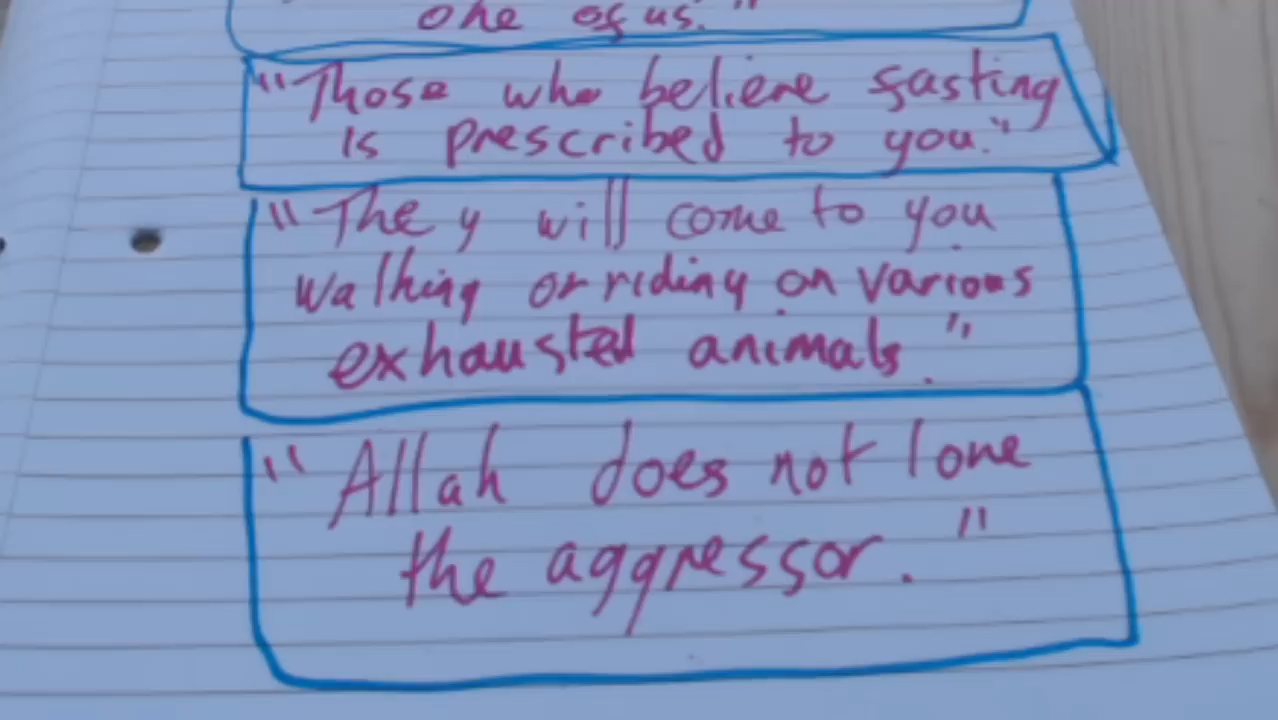 one of us."
"Those who believe fasting
is prescribed to you."
"They will come to you
walking or riding on various
exhausted animals."
"Allah does not love
the aggressor."